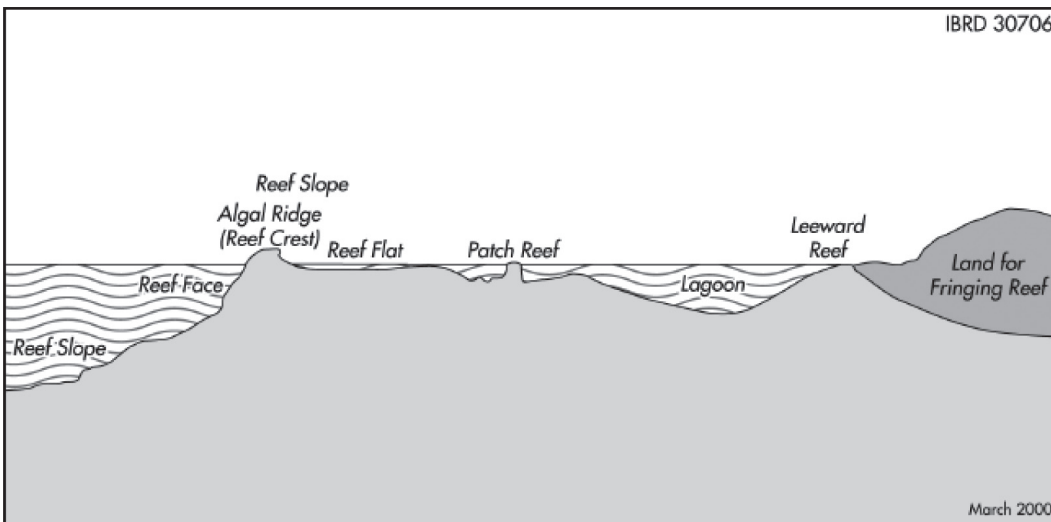 IBRD 30706
Reef Slope
Algal Ridge
(Reef Crest)
Reef Flat
Patch Reef
Leeward
Reef
Reef Face
Lagoon
Land for
Fringing Reef
Reef Slope
March 2000